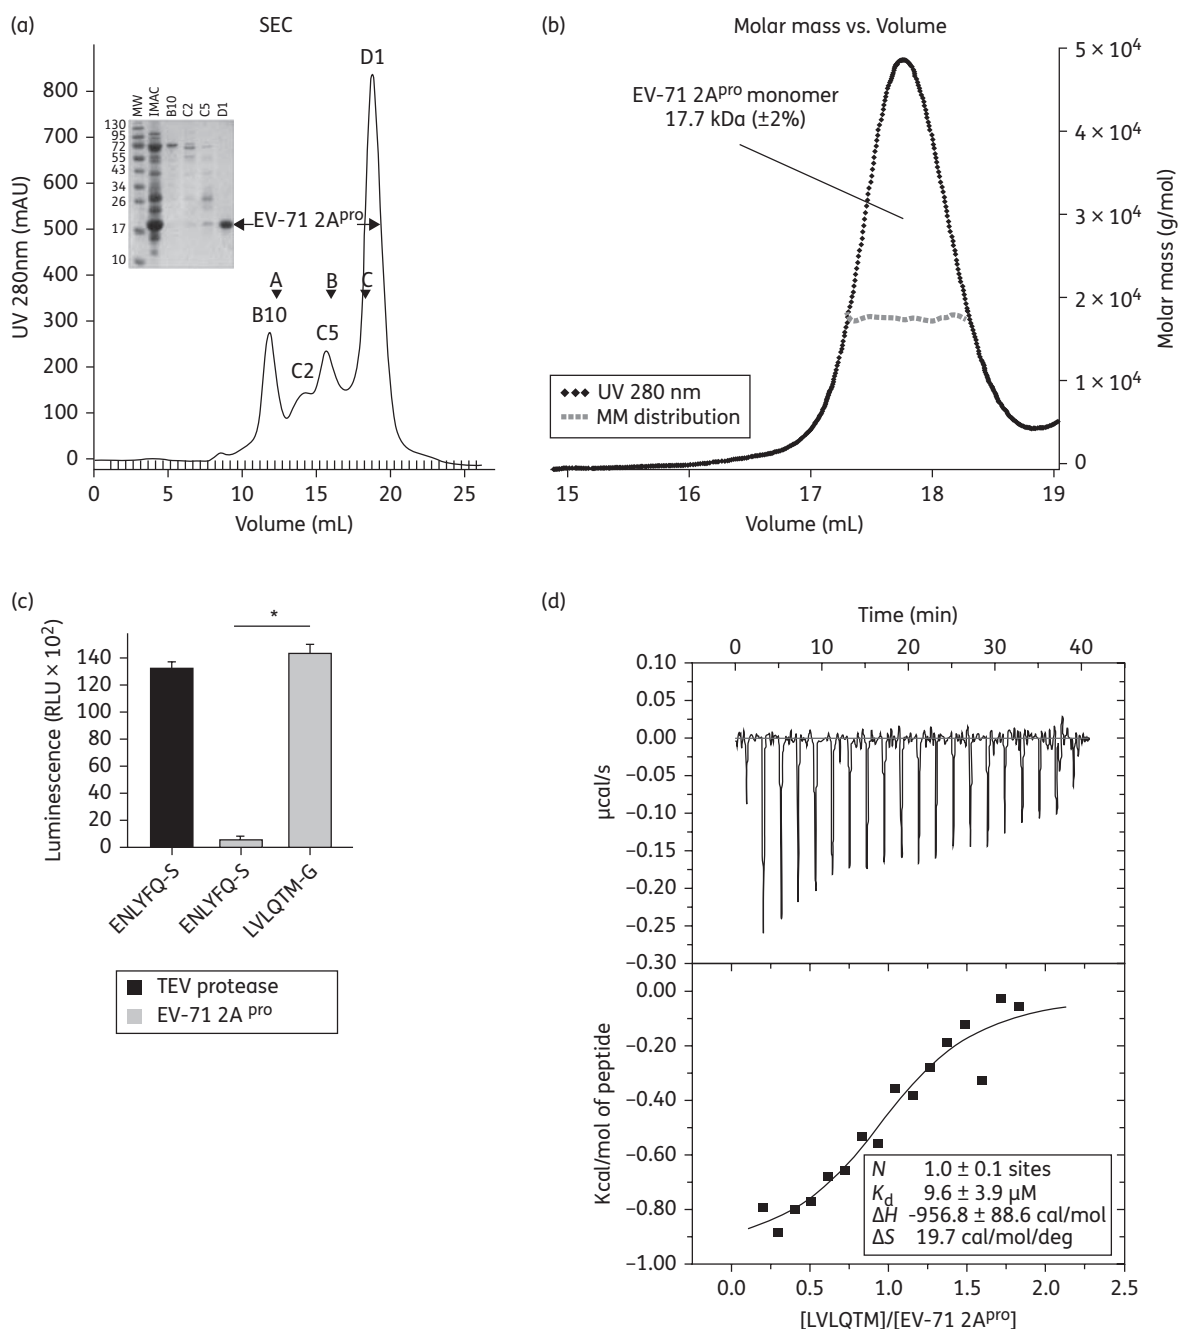 (a)
SEC
UV 280nm (mAU)
800
700
600
500
400
300
200
100
0
MW
IMAC
B10
C2
C5
D1
130
95
72
55
43
34
26
17
10
D1
EV-71 2Apro
A
B
C
B10
C2
C5
0 5 10 15 20 25
Volume (mL)
(b)
Molar mass vs. Volume
EV-71 2Apro monomer
17.7 kDa (±2%)
5 × 10⁴
4 × 10⁴
3 × 10⁴
2 × 10⁴
1 × 10⁴
0
Molar mass (g/mol)
UV 280 nm
MM distribution
15 16 17 18 19
Volume (mL)
(c)
Luminescence (RLU × 10²)
140
120
100
80
60
40
20
0
*
ENLYFQ-S
ENLYFQ-S
LVLQTM-G
TEV protease
EV-71 2A pro
(d)
Time (min)
0 10 20 30 40
µcal/s
0.10
0.05
0.00
−0.05
−0.10
−0.15
−0.20
−0.25
−0.30
Kcal/mol of peptide
0.00
−0.20
−0.40
−0.60
−0.80
−1.00
N 1.0 ± 0.1 sites
Kd 9.6 ± 3.9 µM
ΔH -956.8 ± 88.6 cal/mol
ΔS 19.7 cal/mol/deg
0.0 0.5 1.0 1.5 2.0 2.5
[LVLQTM]/[EV-71 2Apro]